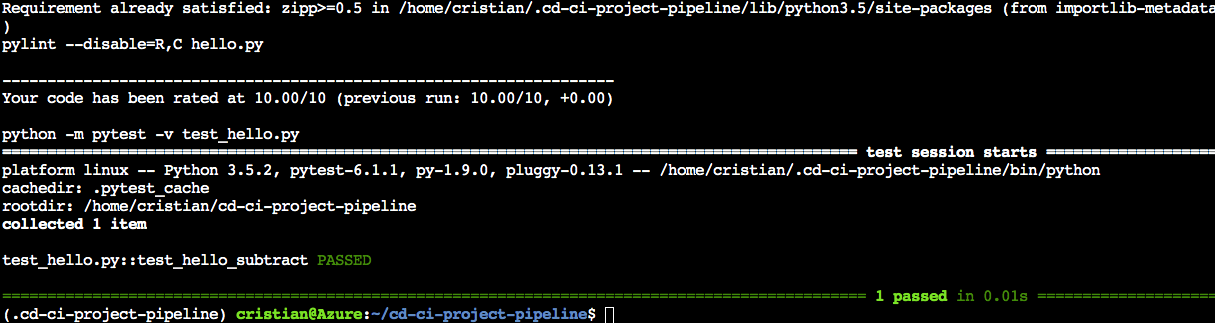 Requirement already satisfied: zipp>=0.5 in /home/cristian/.cd-ci-project-pipeline/lib/python3.5/site-packages (from importlib-metadata
)
pylint --disable=R,C hello.py
--------------------------------------------------------------------
Your code has been rated at 10.00/10 (previous run: 10.00/10, +0.00)
python -m pytest -v test_hello.py
=============================================================================================== test session starts ===================
platform linux -- Python 3.5.2, pytest-6.1.1, py-1.9.0, pluggy-0.13.1 -- /home/cristian/.cd-ci-project-pipeline/bin/python
cachedir: .pytest_cache
rootdir: /home/cristian/cd-ci-project-pipeline
collected 1 item
test_hello.py::test_hello_subtract PASSED
================================================================================================ 1 passed in 0.01s ====================
(.cd-ci-project-pipeline) cristian@Azure:~/cd-ci-project-pipeline$